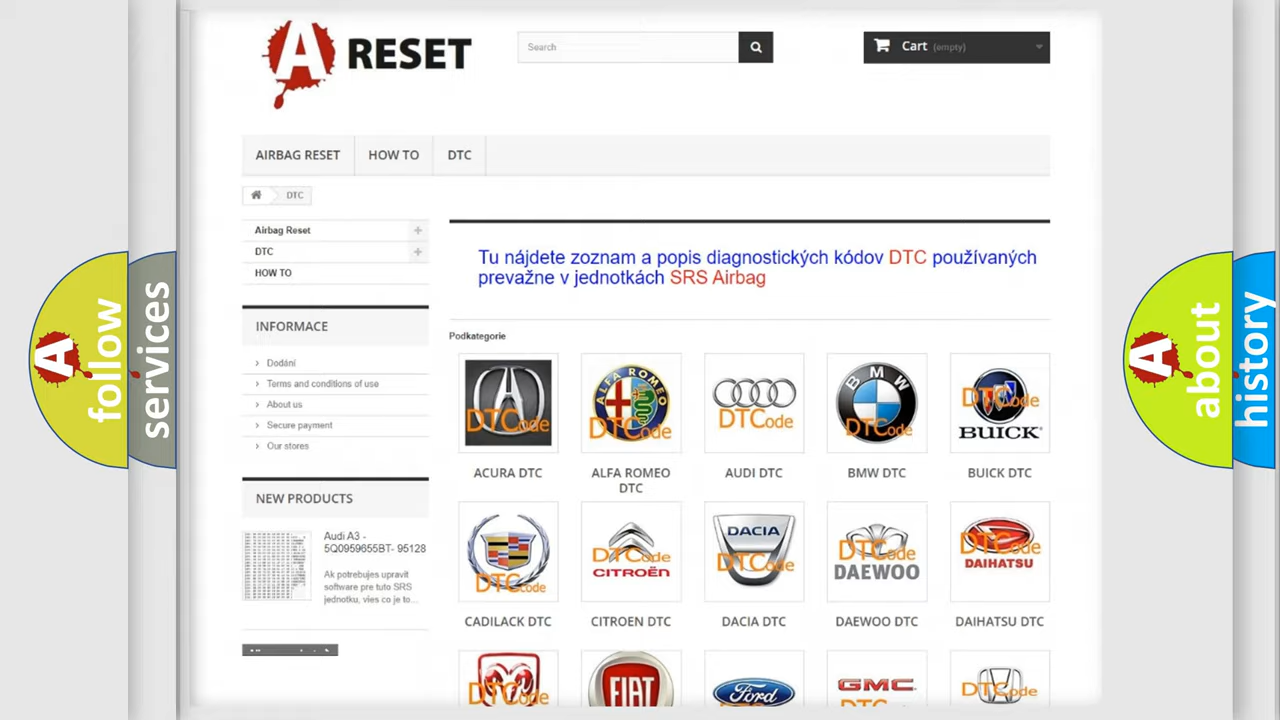 A RESET
Search
Cart (empty)
AIRBAG RESET
HOW TO
DTC
DTC
Airbag Reset
DTC
HOW TO
INFORMACE
Dodání
Terms and conditions of use
About us
Secure payment
Our stores
NEW PRODUCTS
Audi A3 -
5Q0959655BT- 95128
Ak potrebujes upravit
software pre tuto SRS
jednotku, vies co je to...
Tu nájdete zoznam a popis diagnostických kódov DTC používaných
prevažne v jednotkách SRS Airbag
Podkategorie
DTCode
ALFA ROMEO
DTCode
DTCode
BMW
DTCode
DTCode
BUICK
ACURA DTC
ALFA ROMEO
DTC
AUDI DTC
BMW DTC
BUICK DTC
DTCode
DTCode
CITROËN
DACIA
DTCode
DTCode
DAEWOO
DTCode
DAIHATSU
CADILACK DTC
CITROEN DTC
DACIA DTC
DAEWOO DTC
DAIHATSU DTC
DTCode
FIAT
Ford
GMC
DTCode
A follow
services
A about
history